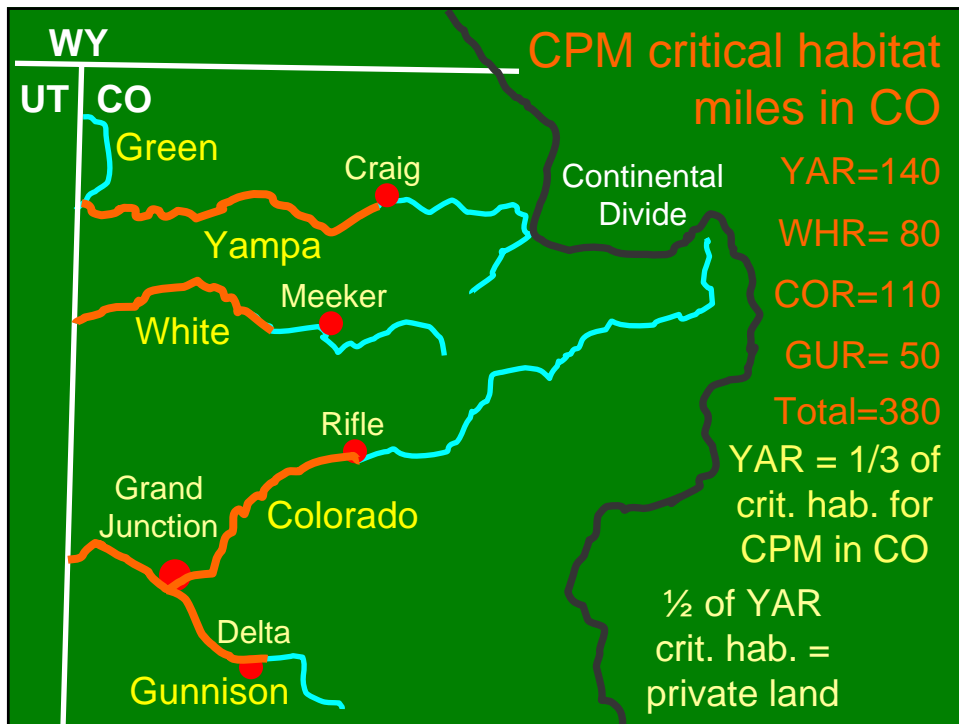 WY
UT CO
Green
Craig
Yampa
Meeker
White
Rifle
Grand
Junction
Colorado
Delta
Gunnison
Continental
Divide
CPM critical habitat
miles in CO
YAR=140
WHR= 80
COR=110
GUR= 50
Total=380
YAR = 1/3 of
crit. hab. for
CPM in CO
½ of YAR
crit. hab. =
private land